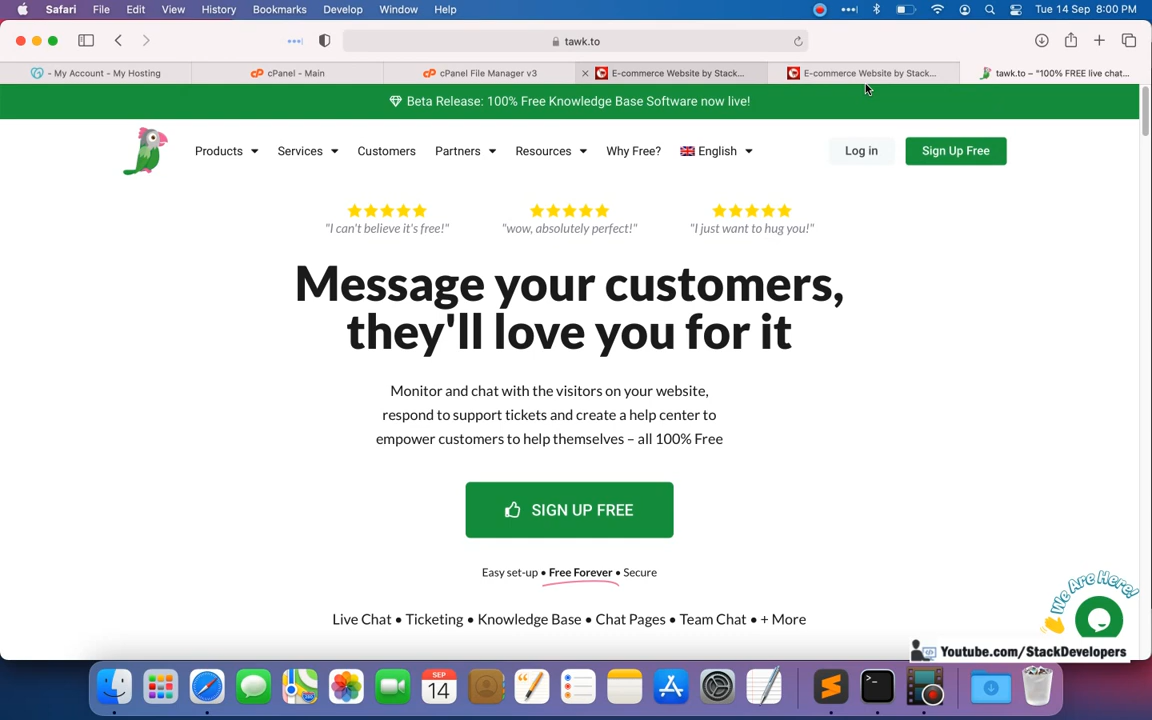 Safari File Edit View History Bookmarks Develop Window Help Tue 14 Sep 8:00 PM
tawk.to
- My Account - My Hosting
cPanel - Main
cPanel File Manager v3
E-commerce Website by Stack...
E-commerce Website by Stack...
tawk.to – "100% FREE live chat...
Beta Release: 100% Free Knowledge Base Software now live!
Products Services Customers Partners Resources Why Free? English Log in Sign Up Free
"I can't believe it's free!" "wow, absolutely perfect!" "I just want to hug you!"
Message your customers,
they'll love you for it
Monitor and chat with the visitors on your website,
respond to support tickets and create a help center to
empower customers to help themselves – all 100% Free
SIGN UP FREE
Easy set-up • Free Forever • Secure
Live Chat • Ticketing • Knowledge Base • Chat Pages • Team Chat • + More
We Are Here!
Youtube.com/StackDevelopers
SEP
14